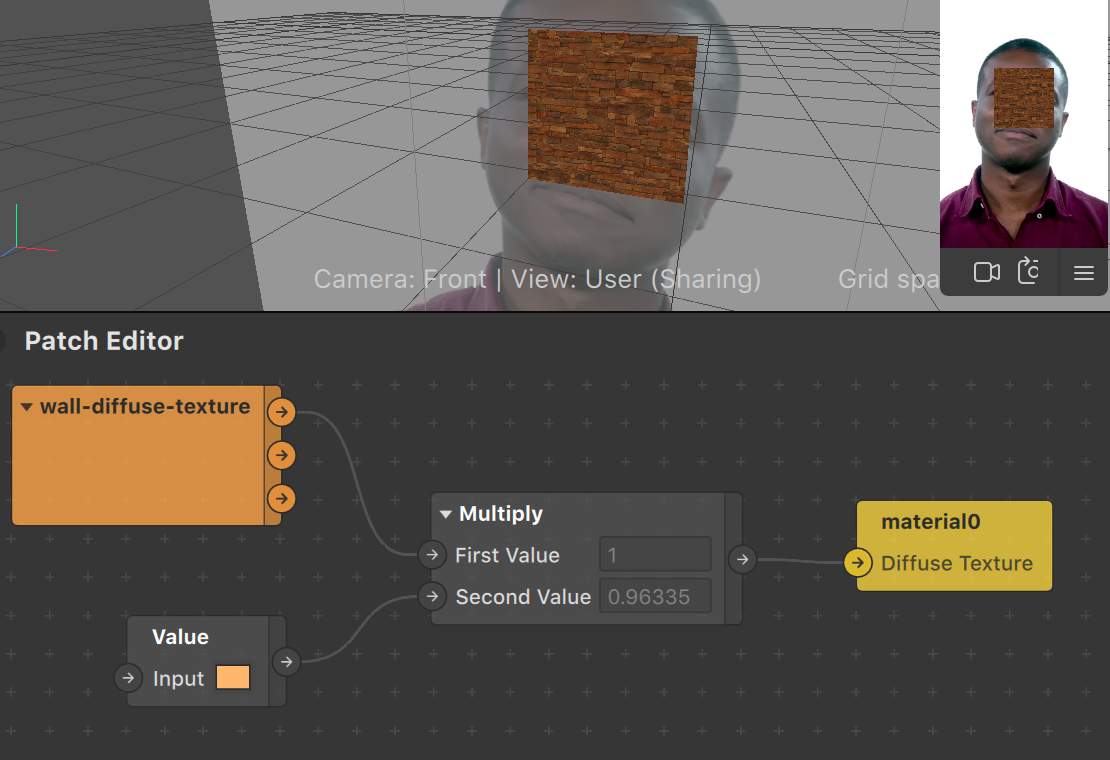 Camera: Front | View: User (Sharing)
Grid spa
Patch Editor
wall-diffuse-texture
Multiply
First Value 1
Second Value 0.96335
material0
Diffuse Texture
Value
Input